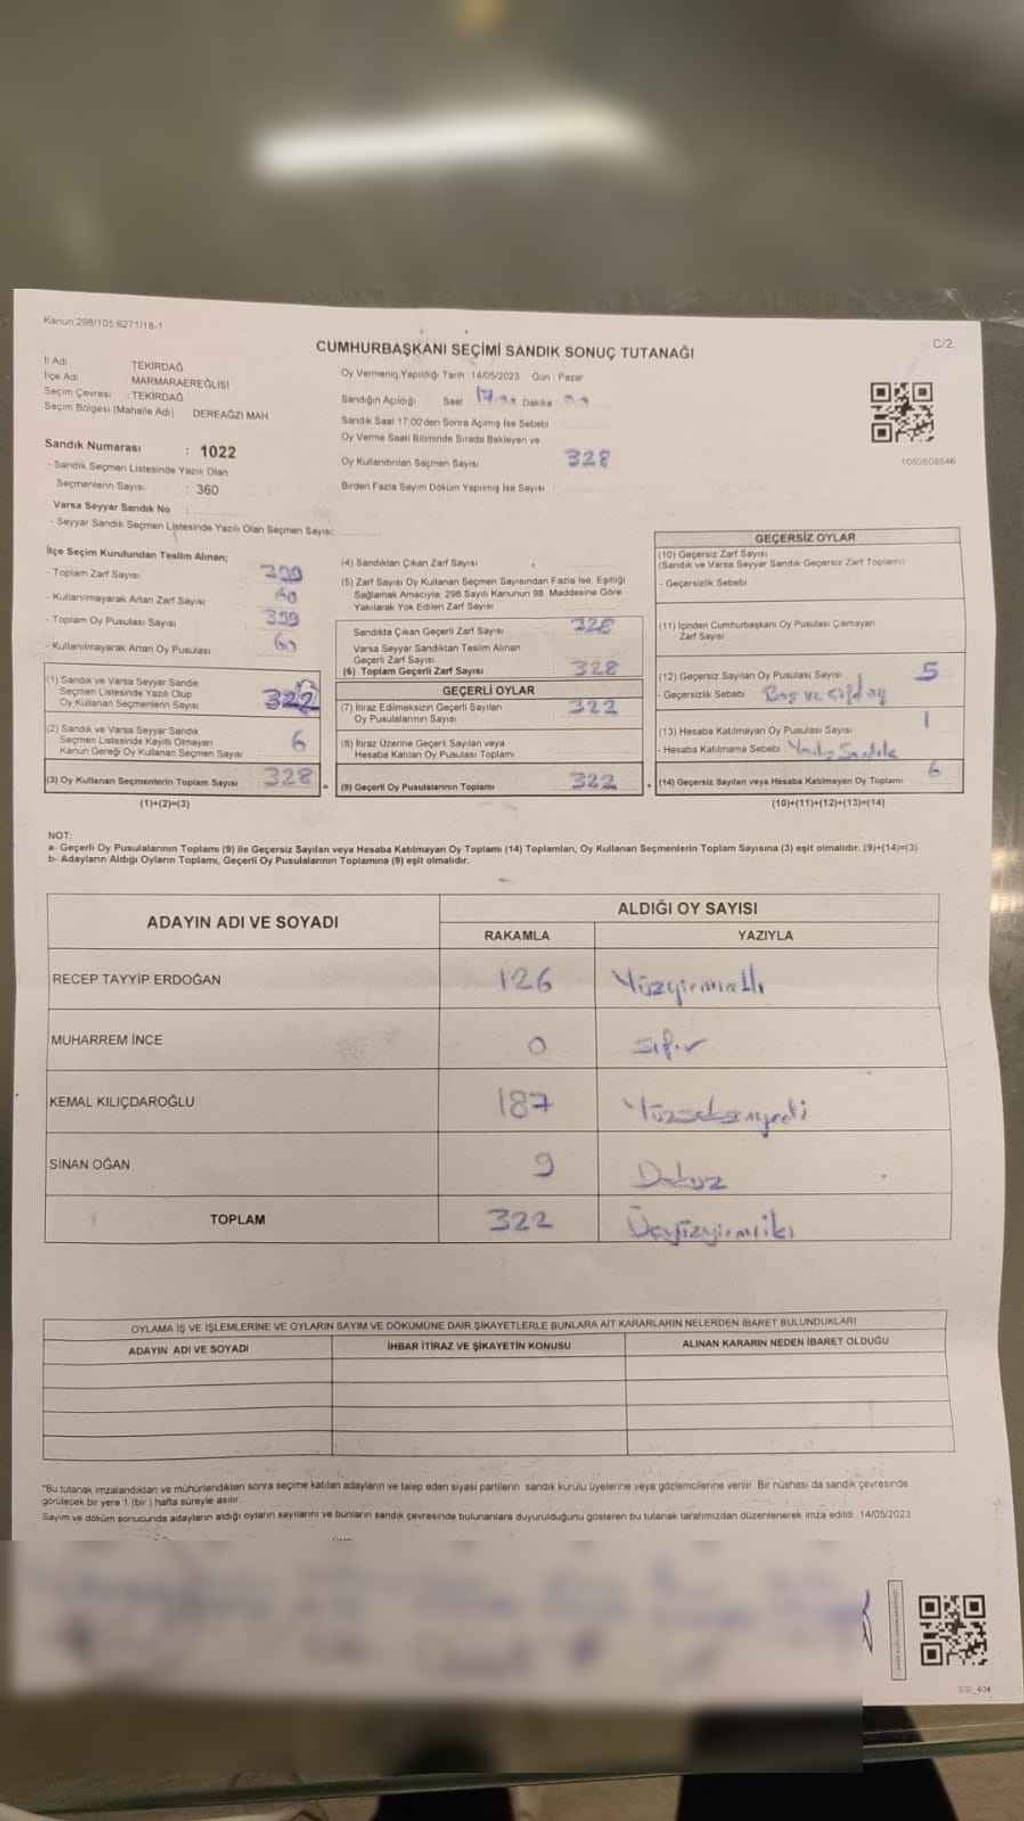 Kanun:298/105;6271/18-1
CUMHURBAŞKANI SEÇİMİ SANDIK SONUÇ TUTANAĞI
C/2
İl Adı TEKİRDAĞ
İlçe Adı MARMARAEREĞLİSİ
Seçim Çevresi :TEKİRDAĞ
Seçim Bölgesi (Mahalle Adı) DEREAĞZI MAH
Sandık Numarası : 1022
- Sandık Seçmen Listesinde Yazılı Olan
Seçmenlerin Sayısı : 360
Varsa Seyyar Sandık No :
- Seyyar Sandık Seçmen Listesinde Yazılı Olan Seçmen Sayısı:
Oy Vermenin Yapıldığı Tarih :14/05/2023 Gün : Pazar
Sandığın Açıldığı Saat 17 Dakika
Sandık Saat 17:00'den Sonra Açılmış İse Sebebi
Oy Verme Saati Bitiminde Sırada Bekleyen ve
Oy Kullandırılan Seçmen Sayısı 328
Birden Fazla Sayım Döküm Yapılmış İse Sayısı :
İlçe Seçim Kurulundan Teslim Alınan;
- Toplam Zarf Sayısı
- Kullanılmayarak Artan Zarf Sayısı
- Toplam Oy Pusulası Sayısı
- Kullanılmayarak Artan Oy Pusulası
(1) Sandık ve Varsa Seyyar Sandık
Seçmen Listesinde Yazılı Olup
Oy Kullanan Seçmenlerin Sayısı 322
(2) Sandık ve Varsa Seyyar Sandık
Seçmen Listesinde Kayıtlı Olmayan
Kanun Gereği Oy Kullanan Seçmen Sayısı 6
(3) Oy Kullanan Seçmenlerin Toplam Sayısı 328
(1)+(2)=(3)
(4) Sandıktan Çıkan Zarf Sayısı
(5) Zarf Sayısı Oy Kullanan Seçmen Sayısından Fazla İse, Eşitliği
Sağlamak Amacıyla; 298 Sayılı Kanunun 98. Maddesine Göre
Yakılarak Yok Edilen Zarf Sayısı
Sandıkta Çıkan Geçerli Zarf Sayısı 328
Varsa Seyyar Sandıktan Teslim Alınan
Geçerli Zarf Sayısı
(6) Toplam Geçerli Zarf Sayısı 328
GEÇERLİ OYLAR
(7) İtiraz Edilmeksizin Geçerli Sayılan
Oy Pusulalarının Sayısı 322
(8) İtiraz Üzerine Geçerli Sayılan veya
Hesaba Katılan Oy Pusulası Toplamı
(9) Geçerli Oy Pusulalarının Toplamı 322
GEÇERSİZ OYLAR
(10) Geçersiz Zarf Sayısı
(Sandık ve Varsa Seyyar Sandık Geçersiz Zarf Toplamı)
- Geçersizlik Sebebi
(11) İçinden Cumhurbaşkanı Oy Pusulası Çıkmayan
Zarf Sayısı
(12) Geçersiz Sayılan Oy Pusulası Sayısı 5
- Geçersizlik Sebebi Boş ve çift oy
(13) Hesaba Katılmayan Oy Pusulası Sayısı 1
- Hesaba Katılmama Sebebi
(14) Geçersiz Sayılan veya Hesaba Katılmayan Oy Toplamı 6
(10)+(11)+(12)+(13)=(14)
NOT:
a- Geçerli Oy Pusulalarının Toplamı (9) ile Geçersiz Sayılan veya Hesaba Katılmayan Oy Toplamı (14) Toplamları, Oy Kullanan Seçmenlerin Toplam Sayısına (3) eşit olmalıdır. (9)+(14)=(3)
b- Adayların Aldığı Oyların Toplamı, Geçerli Oy Pusulalarının Toplamına (9) eşit olmalıdır.
ADAYIN ADI VE SOYADI
ALDIĞI OY SAYISI
RAKAMLA YAZIYLA
RECEP TAYYİP ERDOĞAN 126 Yüzyirmialtı
MUHARREM İNCE 0 Sıfır
KEMAL KILIÇDAROĞLU 187 Yüzseksenyedi
SİNAN OĞAN 9 Dokuz
TOPLAM 322 Üçyüzyirmiiki
OYLAMA İŞ VE İŞLEMLERİNE VE OYLARIN SAYIM VE DÖKÜMÜNE DAİR ŞİKAYETLERLE BUNLARA AİT KARARLARIN NELERDEN İBARET BULUNDUKLARI
ADAYIN ADI VE SOYADI İHBAR İTİRAZ VE ŞİKAYETİN KONUSU ALINAN KARARIN NEDEN İBARET OLDUĞU
"Bu tutanak imzalandıktan ve mühürlendikten sonra seçime katılan adayların ve talep eden siyasi partilerin sandık kurulu üyelerine veya gözlemcilerine verilir. Bir nüshası da sandık çevresinde
görülecek bir yere 1 (bir) hafta süreyle asılır.
Sayım ve döküm sonucunda adayların aldığı oyların sayılarını ve bunların sandık çevresinde bulunanlara duyurulduğunu gösteren bu tutanak tarafımızdan düzenlenerek imza edildi. 14/05/2023